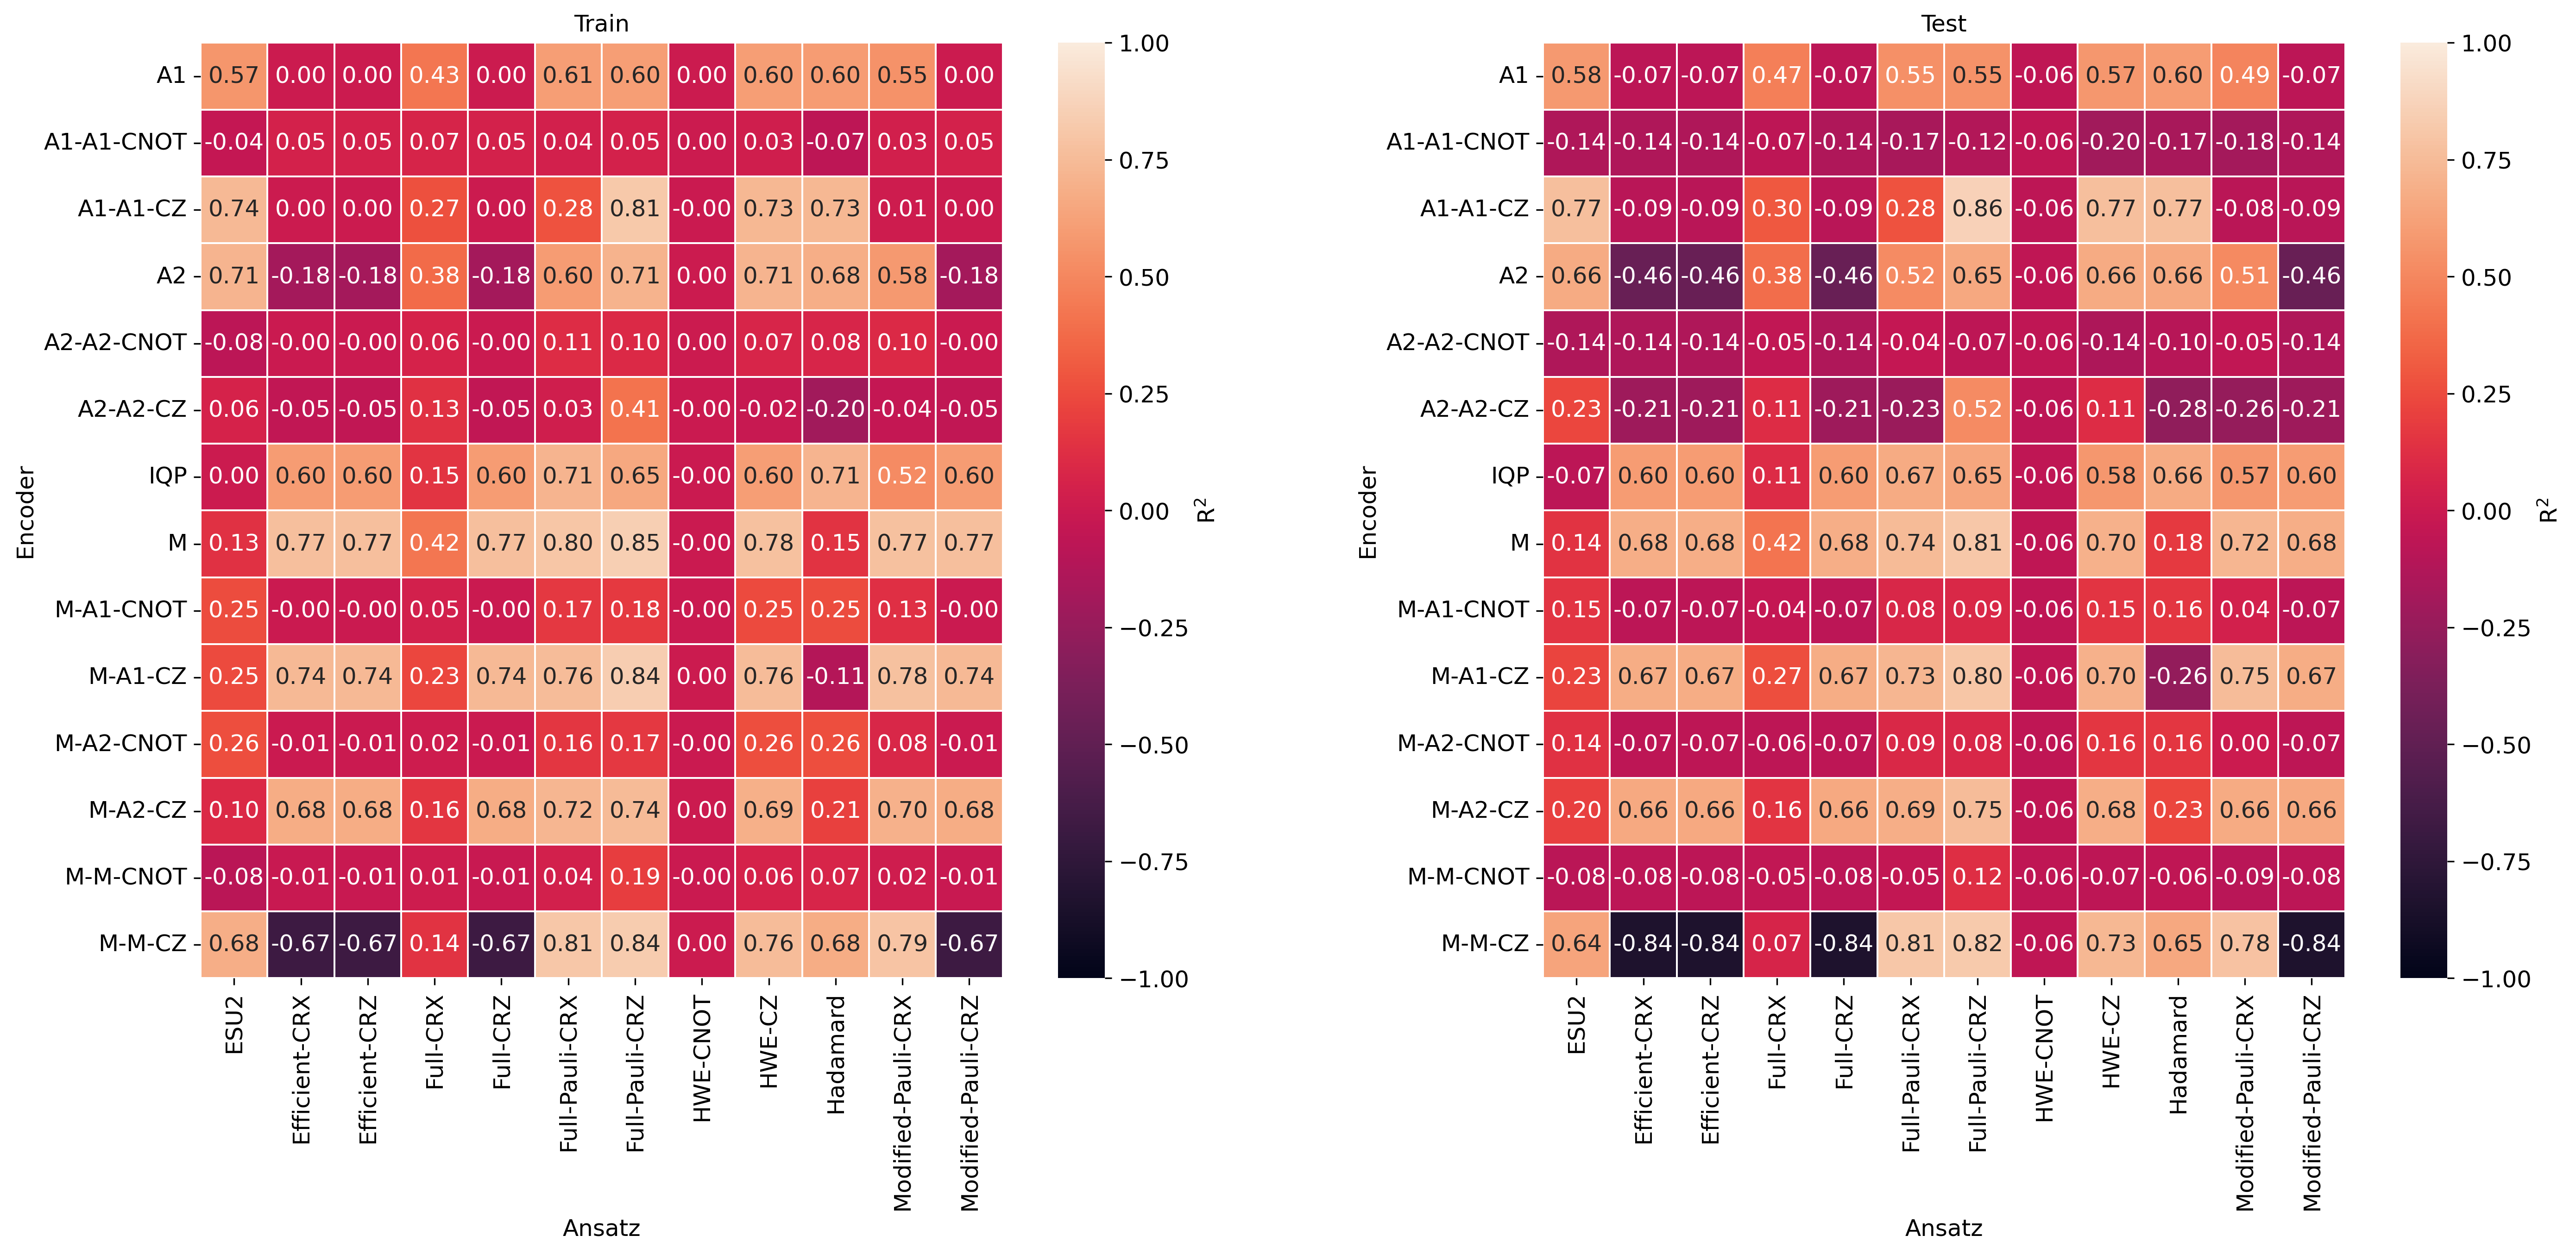 Train
A1 0.57 0.00 0.00 0.43 0.00 0.61 0.60 0.00 0.60 0.60 0.55 0.00
A1-A1-CNOT -0.04 0.05 0.05 0.07 0.05 0.04 0.05 0.00 0.03 -0.07 0.03 0.05
A1-A1-CZ 0.74 0.00 0.00 0.27 0.00 0.28 0.81 -0.00 0.73 0.73 0.01 0.00
A2 0.71 -0.18 -0.18 0.38 -0.18 0.60 0.71 0.00 0.71 0.68 0.58 -0.18
A2-A2-CNOT -0.08 -0.00 -0.00 0.06 -0.00 0.11 0.10 0.00 0.07 0.08 0.10 -0.00
A2-A2-CZ 0.06 -0.05 -0.05 0.13 -0.05 0.03 0.41 -0.00 -0.02 -0.20 -0.04 -0.05
IQP 0.00 0.60 0.60 0.15 0.60 0.71 0.65 -0.00 0.60 0.71 0.52 0.60
M 0.13 0.77 0.77 0.42 0.77 0.80 0.85 -0.00 0.78 0.15 0.77 0.77
M-A1-CNOT 0.25 -0.00 -0.00 0.05 -0.00 0.17 0.18 -0.00 0.25 0.25 0.13 -0.00
M-A1-CZ 0.25 0.74 0.74 0.23 0.74 0.76 0.84 0.00 0.76 -0.11 0.78 0.74
M-A2-CNOT 0.26 -0.01 -0.01 0.02 -0.01 0.16 0.17 -0.00 0.26 0.26 0.08 -0.01
M-A2-CZ 0.10 0.68 0.68 0.16 0.68 0.72 0.74 0.00 0.69 0.21 0.70 0.68
M-M-CNOT -0.08 -0.01 -0.01 0.01 -0.01 0.04 0.19 -0.00 0.06 0.07 0.02 -0.01
M-M-CZ 0.68 -0.67 -0.67 0.14 -0.67 0.81 0.84 0.00 0.76 0.68 0.79 -0.67
Encoder
ESU2
Efficient-CRX
Efficient-CRZ
Full-CRX
Full-CRZ
Full-Pauli-CRX
Full-Pauli-CRZ
HWE-CNOT
HWE-CZ
Hadamard
Modified-Pauli-CRX
Modified-Pauli-CRZ
Ansatz
1.00
0.75
0.50
0.25
0.00
−0.25
−0.50
−0.75
−1.00
R²
Test
A1 0.58 -0.07 -0.07 0.47 -0.07 0.55 0.55 -0.06 0.57 0.60 0.49 -0.07
A1-A1-CNOT -0.14 -0.14 -0.14 -0.07 -0.14 -0.17 -0.12 -0.06 -0.20 -0.17 -0.18 -0.14
A1-A1-CZ 0.77 -0.09 -0.09 0.30 -0.09 0.28 0.86 -0.06 0.77 0.77 -0.08 -0.09
A2 0.66 -0.46 -0.46 0.38 -0.46 0.52 0.65 -0.06 0.66 0.66 0.51 -0.46
A2-A2-CNOT -0.14 -0.14 -0.14 -0.05 -0.14 -0.04 -0.07 -0.06 -0.14 -0.10 -0.05 -0.14
A2-A2-CZ 0.23 -0.21 -0.21 0.11 -0.21 -0.23 0.52 -0.06 0.11 -0.28 -0.26 -0.21
IQP -0.07 0.60 0.60 0.11 0.60 0.67 0.65 -0.06 0.58 0.66 0.57 0.60
M 0.14 0.68 0.68 0.42 0.68 0.74 0.81 -0.06 0.70 0.18 0.72 0.68
M-A1-CNOT 0.15 -0.07 -0.07 -0.04 -0.07 0.08 0.09 -0.06 0.15 0.16 0.04 -0.07
M-A1-CZ 0.23 0.67 0.67 0.27 0.67 0.73 0.80 -0.06 0.70 -0.26 0.75 0.67
M-A2-CNOT 0.14 -0.07 -0.07 -0.06 -0.07 0.09 0.08 -0.06 0.16 0.16 0.00 -0.07
M-A2-CZ 0.20 0.66 0.66 0.16 0.66 0.69 0.75 -0.06 0.68 0.23 0.66 0.66
M-M-CNOT -0.08 -0.08 -0.08 -0.05 -0.08 -0.05 0.12 -0.06 -0.07 -0.06 -0.09 -0.08
M-M-CZ 0.64 -0.84 -0.84 0.07 -0.84 0.81 0.82 -0.06 0.73 0.65 0.78 -0.84
Encoder
ESU2
Efficient-CRX
Efficient-CRZ
Full-CRX
Full-CRZ
Full-Pauli-CRX
Full-Pauli-CRZ
HWE-CNOT
HWE-CZ
Hadamard
Modified-Pauli-CRX
Modified-Pauli-CRZ
Ansatz
1.00
0.75
0.50
0.25
0.00
−0.25
−0.50
−0.75
−1.00
R²